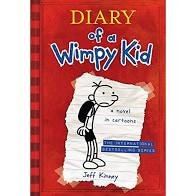 DIARY
of a
Wimpy Kid
a novel
in cartoons
THE INTERNATIONAL
BESTSELLING SERIES
Jeff Kinney